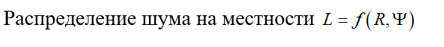 Распределение шума на местности L = f(R,Ψ)